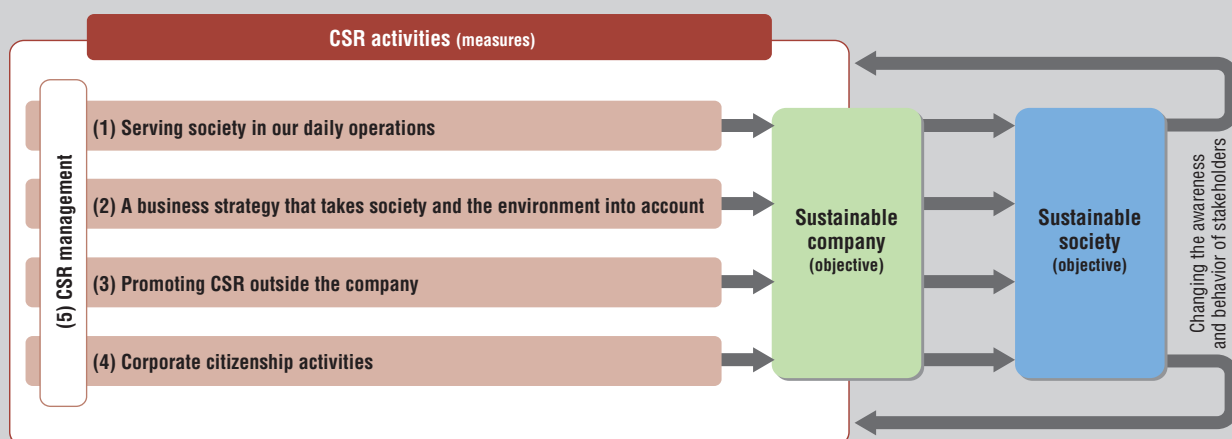 CSR activities (measures)
(5) CSR management
(1) Serving society in our daily operations
(2) A business strategy that takes society and the environment into account
(3) Promoting CSR outside the company
(4) Corporate citizenship activities
Sustainable
company
(objective)
Sustainable
society
(objective)
Changing the awareness
and behavior of stakeholders